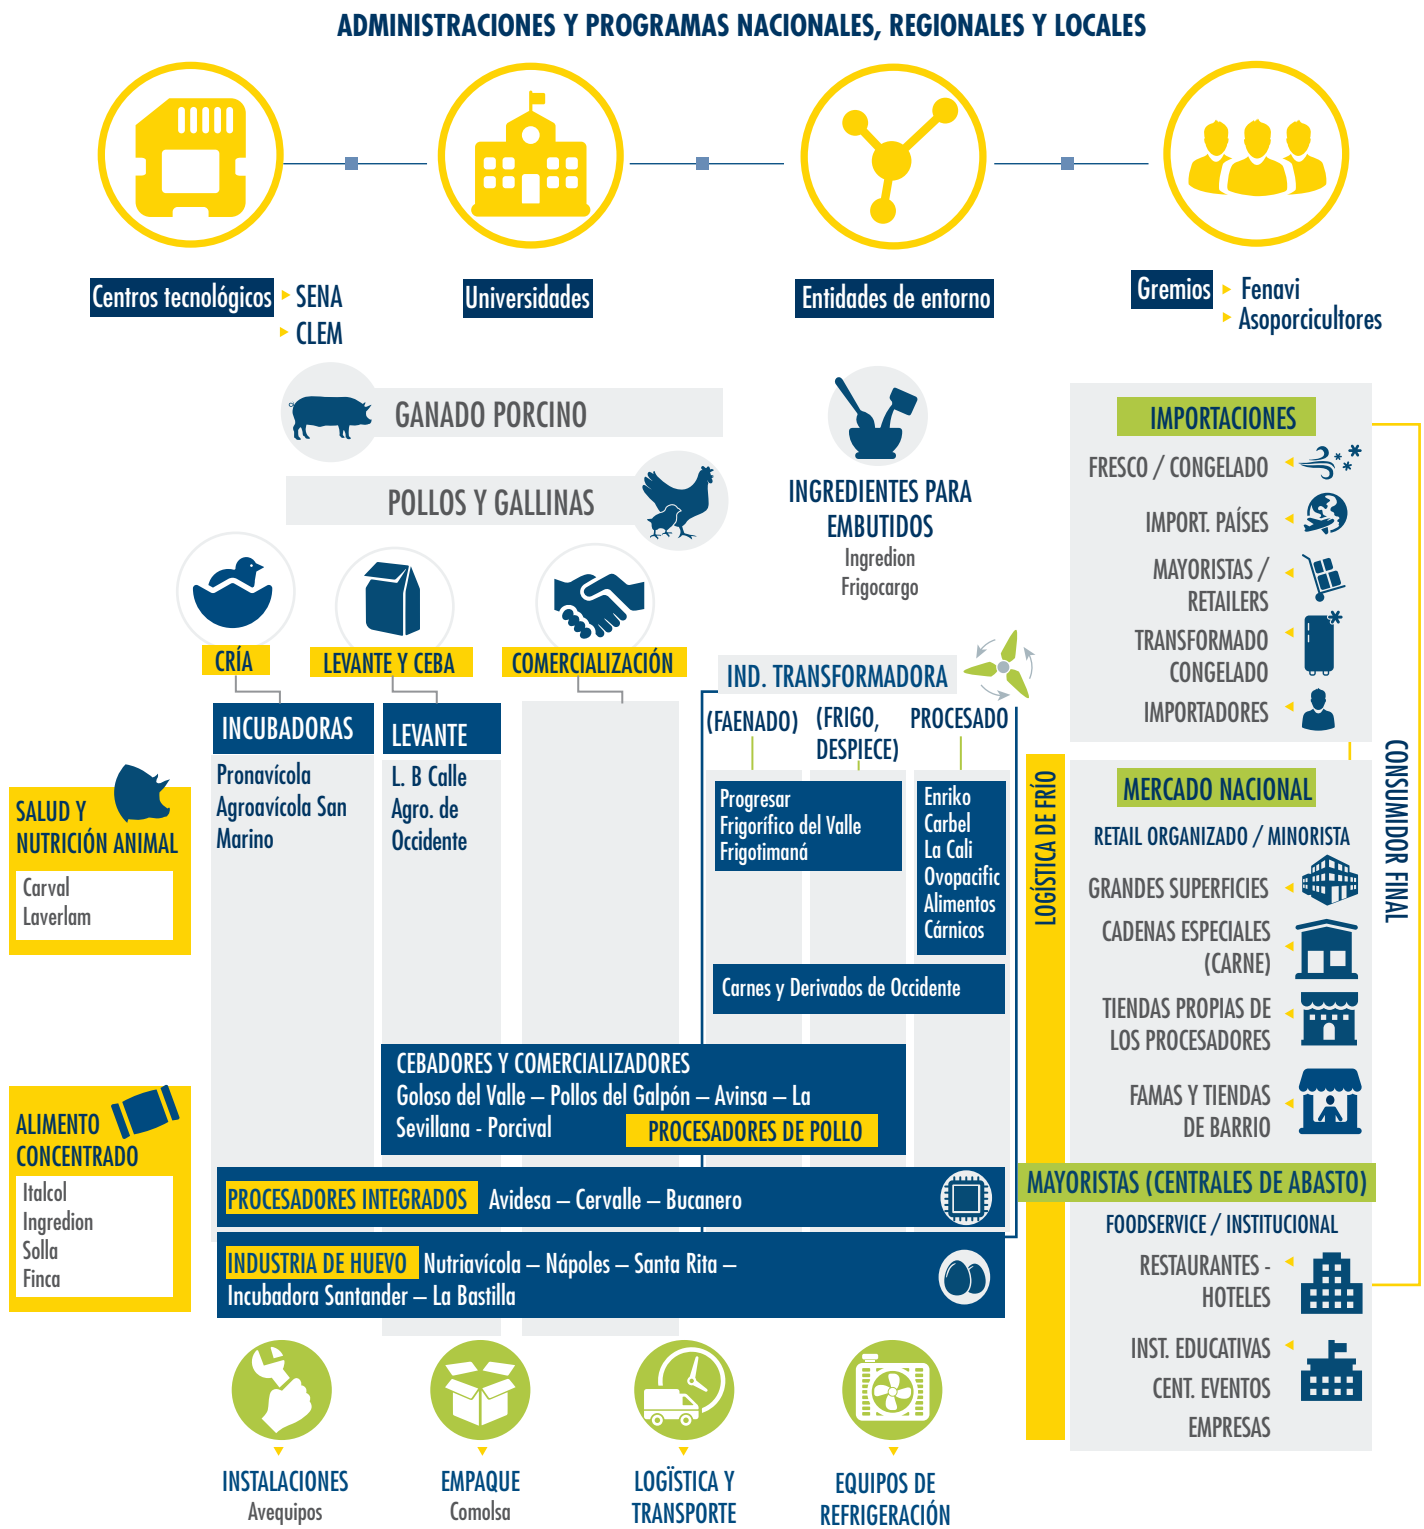 ADMINISTRACIONES Y PROGRAMAS NACIONALES, REGIONALES Y LOCALES
Centros tecnológicos
SENA
CLEM
Universidades
Entidades de entorno
Gremios
Fenavi
Asoporcicultores
GANADO PORCINO
POLLOS Y GALLINAS
INGREDIENTES PARA
EMBUTIDOS
Ingredion
Frigocargo
CRÍA
LEVANTE Y CEBA
COMERCIALIZACIÓN
IND. TRANSFORMADORA
INCUBADORAS
Pronavícola
Agroavícola San
Marino
LEVANTE
L. B Calle
Agro. de
Occidente
(FAENADO)
(FRIGO,
DESPIECE)
PROCESADO
Progresar
Frigorífico del Valle
Frigotimaná
Enriko
Carbel
La Cali
Ovopacific
Alimentos
Cárnicos
Carnes y Derivados de Occidente
SALUD Y
NUTRICIÓN ANIMAL
Carval
Laverlam
ALIMENTO
CONCENTRADO
Italcol
Ingredion
Solla
Finca
CEBADORES Y COMERCIALIZADORES
Goloso del Valle – Pollos del Galpón – Avinsa – La
Sevillana - Porcival
PROCESADORES DE POLLO
PROCESADORES INTEGRADOS Avidesa – Cervalle – Bucanero
INDUSTRIA DE HUEVO Nutriavícola – Nápoles – Santa Rita –
Incubadora Santander – La Bastilla
LOGÍSTICA DE FRÍO
IMPORTACIONES
FRESCO / CONGELADO
IMPORT. PAÍSES
MAYORISTAS /
RETAILERS
TRANSFORMADO
CONGELADO
IMPORTADORES
MERCADO NACIONAL
RETAIL ORGANIZADO / MINORISTA
GRANDES SUPERFICIES
CADENAS ESPECIALES
(CARNE)
TIENDAS PROPIAS DE
LOS PROCESADORES
FAMAS Y TIENDAS
DE BARRIO
MAYORISTAS (CENTRALES DE ABASTO)
FOODSERVICE / INSTITUCIONAL
RESTAURANTES -
HOTELES
INST. EDUCATIVAS
CENT. EVENTOS
EMPRESAS
CONSUMIDOR FINAL
INSTALACIONES
Avequipos
EMPAQUE
Comolsa
LOGÏSTICA Y
TRANSPORTE
EQUIPOS DE
REFRIGERACIÓN